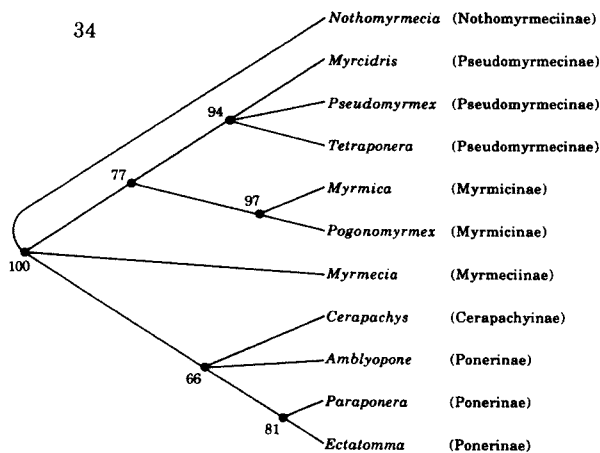 34
Nothomyrmecia (Nothomyrmeciinae)
Myrcidris (Pseudomyrmecinae)
94
Pseudomyrmex (Pseudomyrmecinae)
Tetraponera (Pseudomyrmecinae)
77
Myrmica (Myrmicinae)
97
Pogonomyrmex (Myrmicinae)
100
Myrmecia (Myrmeciinae)
Cerapachys (Cerapachyinae)
Amblyopone (Ponerinae)
66
Paraponera (Ponerinae)
81
Ectatomma (Ponerinae)